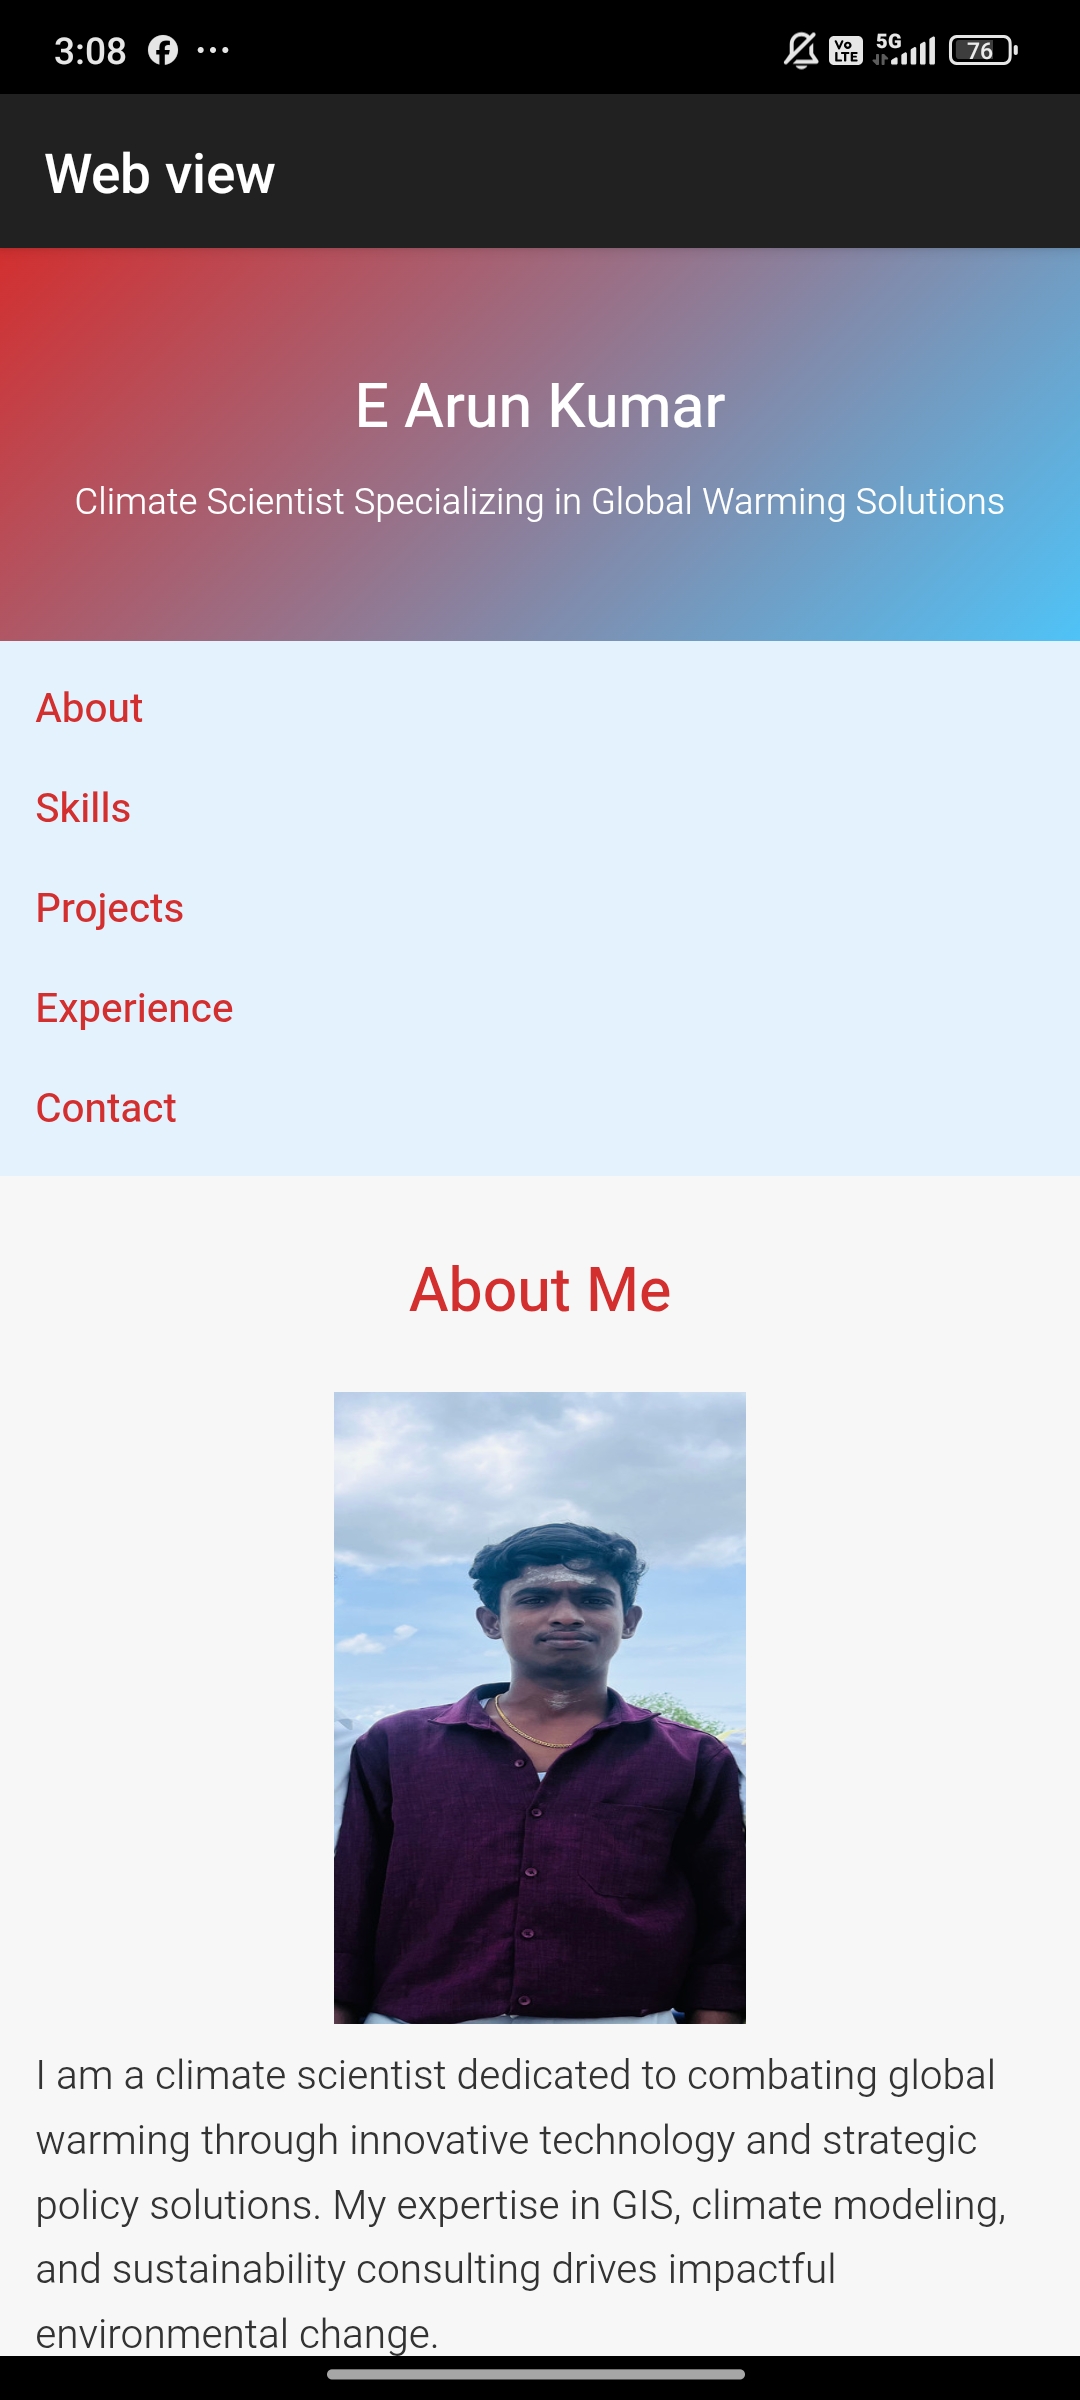 3:08 ... Vo LTE 5G 76
Web view
E Arun Kumar
Climate Scientist Specializing in Global Warming Solutions
About
Skills
Projects
Experience
Contact
About Me
I am a climate scientist dedicated to combating global
warming through innovative technology and strategic
policy solutions. My expertise in GIS, climate modeling,
and sustainability consulting drives impactful
environmental change.